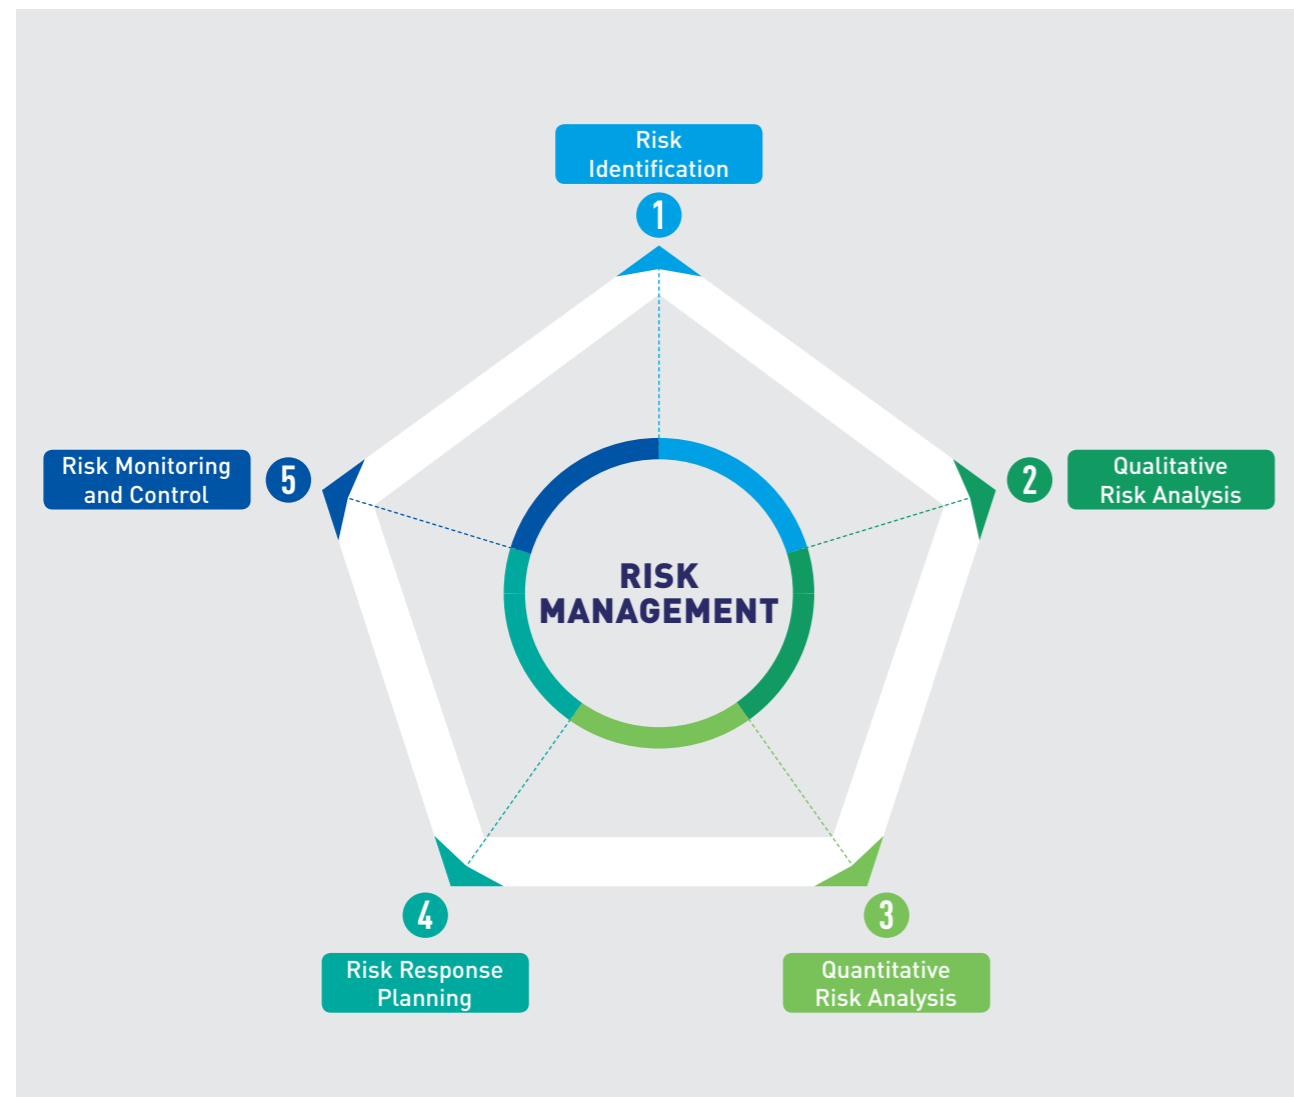 Risk
Identification
1
Risk Monitoring
and Control
5
2
Qualitative
Risk Analysis
RISK
MANAGEMENT
4
3
Risk Response
Planning
Quantitative
Risk Analysis